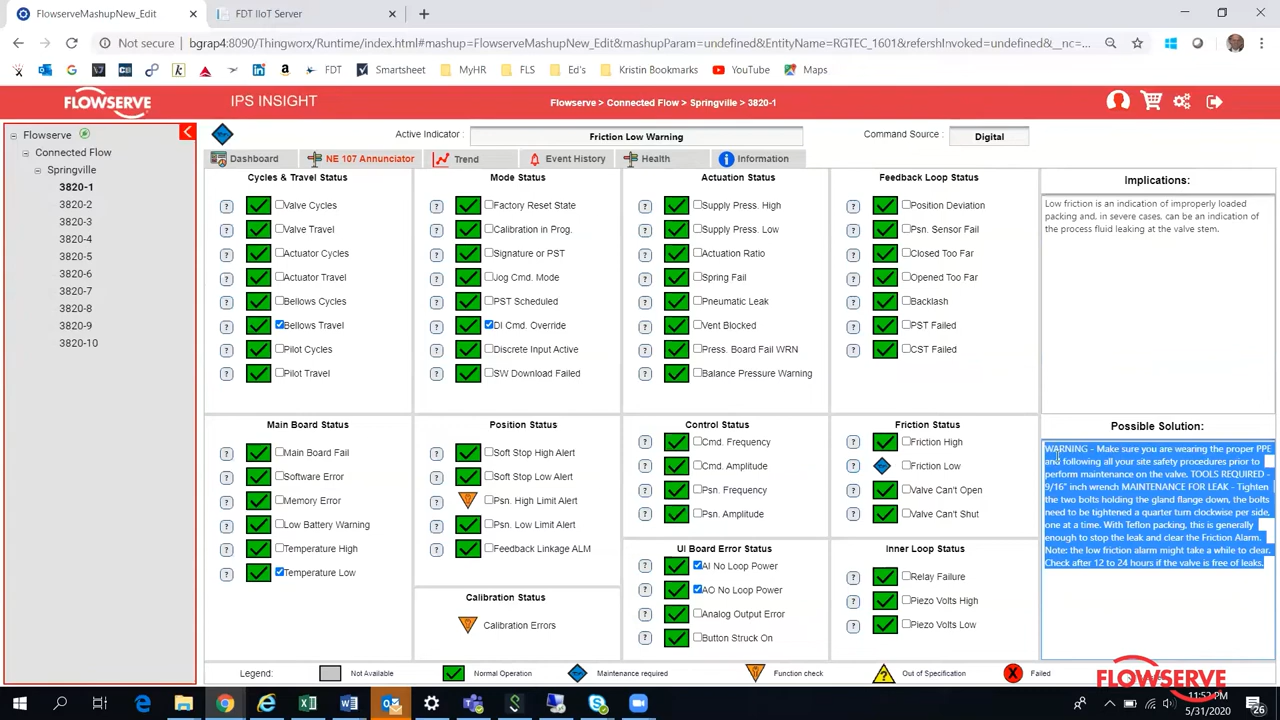 FlowserveMashupNew_Edit
FDT IIoT Server
Not secure
bgrap4:8090/Thingworx/Runtime/index.html#mashup=FlowserveMashupNew_Edit&mashupParam=undefined&EntityName=RGTEC_1601&refershInvoked=undefined&__nc=...
FDT
Smartsheet
MyHR
FLS
Ed's
Kristin Bookmarks
YouTube
Maps
FLOWSERVE
IPS INSIGHT
Flowserve > Connected Flow > Springville > 3820-1
Flowserve
Connected Flow
Springville
3820-1
3820-2
3820-3
3820-4
3820-5
3820-6
3820-7
3820-8
3820-9
3820-10
Active Indicator :
Friction Low Warning
Command Source :
Digital
Dashboard
NE 107 Annunciator
Trend
Event History
Health
Information
Cycles & Travel Status
Valve Cycles
Valve Travel
Actuator Cycles
Actuator Travel
Bellows Cycles
Bellows Travel
Pilot Cycles
Pilot Travel
Mode Status
Factory Reset State
Calibration in Prog.
Signature or PST
Jog Cmd. Mode
PST Scheduled
DI Cmd. Override
Discrete Input Active
SW Download Failed
Actuation Status
Supply Press. High
Supply Press. Low
Actuation Ratio
Spring Fail
Pneumatic Leak
Vent Blocked
Press. Board Fail WRN
Balance Pressure Warning
Feedback Loop Status
Position Deviation
Psn. Sensor Fail
Closed Too Far
Opened Too Far
Backlash
PST Failed
CST Failed
Implications:
Low friction is an indication of improperly loaded
packing and, in severe cases, can be an indication of
the process fluid leaking at the valve stem.
Main Board Status
Main Board Fail
Software Error
Memory Error
Low Battery Warning
Temperature High
Temperature Low
Position Status
Soft Stop High Alert
Soft Stop Low Alert
Psn. High Limit Alert
Psn. Low Limit Alert
Feedback Linkage ALM
Calibration Status
Calibration Errors
Control Status
Cmd. Frequency
Cmd. Amplitude
Psn. Frequency
Psn. Amplitude
UI Board Error Status
AI No Loop Power
AO No Loop Power
Analog Output Error
Button Struck On
Friction Status
Friction High
Friction Low
Valve Can't Open
Valve Can't Shut
Inner Loop Status
Relay Failure
Piezo Volts High
Piezo Volts Low
Possible Solution:
WARNING - Make sure you are wearing the proper PPE
and following all your site safety procedures prior to
perform maintenance on the valve. TOOLS REQUIRED -
9/16" inch wrench MAINTENANCE FOR LEAK - Tighten
the two bolts holding the gland flange down, the bolts
need to be tightened a quarter turn clockwise per side,
one at a time. With Teflon packing, this is generally
enough to stop the leak and clear the Friction Alarm.
Note: the low friction alarm might take a while to clear.
Check after 12 to 24 hours if the valve is free of leaks.
Legend:
Not Available
Normal Operation
Maintenance required
Function check
Out of Specification
Failed
FLOWSERVE
11:52 PM
5/31/2020
26